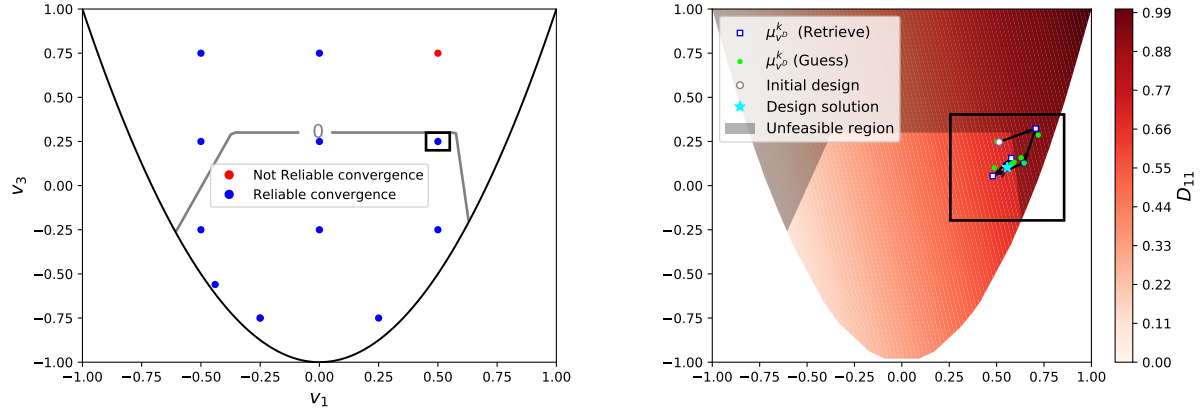 1.00
0.75
0.50
0.25
0.00
−0.25
−0.50
−0.75
−1.00
v₃
0
Not Reliable convergence
Reliable convergence
−1.00 −0.75 −0.50 −0.25 0.00 0.25 0.50 0.75 1.00
v₁
1.00
0.75
0.50
0.25
0.00
−0.25
−0.50
−0.75
−1.00
μᵏ_vᴰ (Retrieve)
μᵏ_vᴰ (Guess)
Initial design
Design solution
Unfeasible region
−1.00 −0.75 −0.50 −0.25 0.00 0.25 0.50 0.75 1.00
0.99
0.88
0.77
0.66
0.55
0.44
0.33
0.22
0.11
0.00
D₁₁